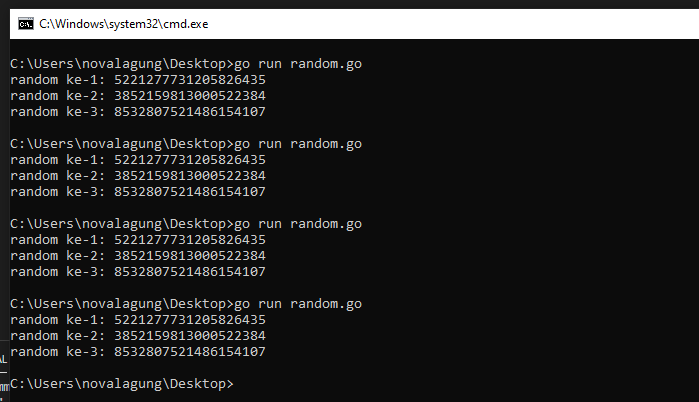 C:\Windows\system32\cmd.exe
C:\Users\novalagung\Desktop>go run random.go
random ke-1: 5221277731205826435
random ke-2: 3852159813000522384
random ke-3: 8532807521486154107
C:\Users\novalagung\Desktop>go run random.go
random ke-1: 5221277731205826435
random ke-2: 3852159813000522384
random ke-3: 8532807521486154107
C:\Users\novalagung\Desktop>go run random.go
random ke-1: 5221277731205826435
random ke-2: 3852159813000522384
random ke-3: 8532807521486154107
C:\Users\novalagung\Desktop>go run random.go
random ke-1: 5221277731205826435
random ke-2: 3852159813000522384
random ke-3: 8532807521486154107
C:\Users\novalagung\Desktop>